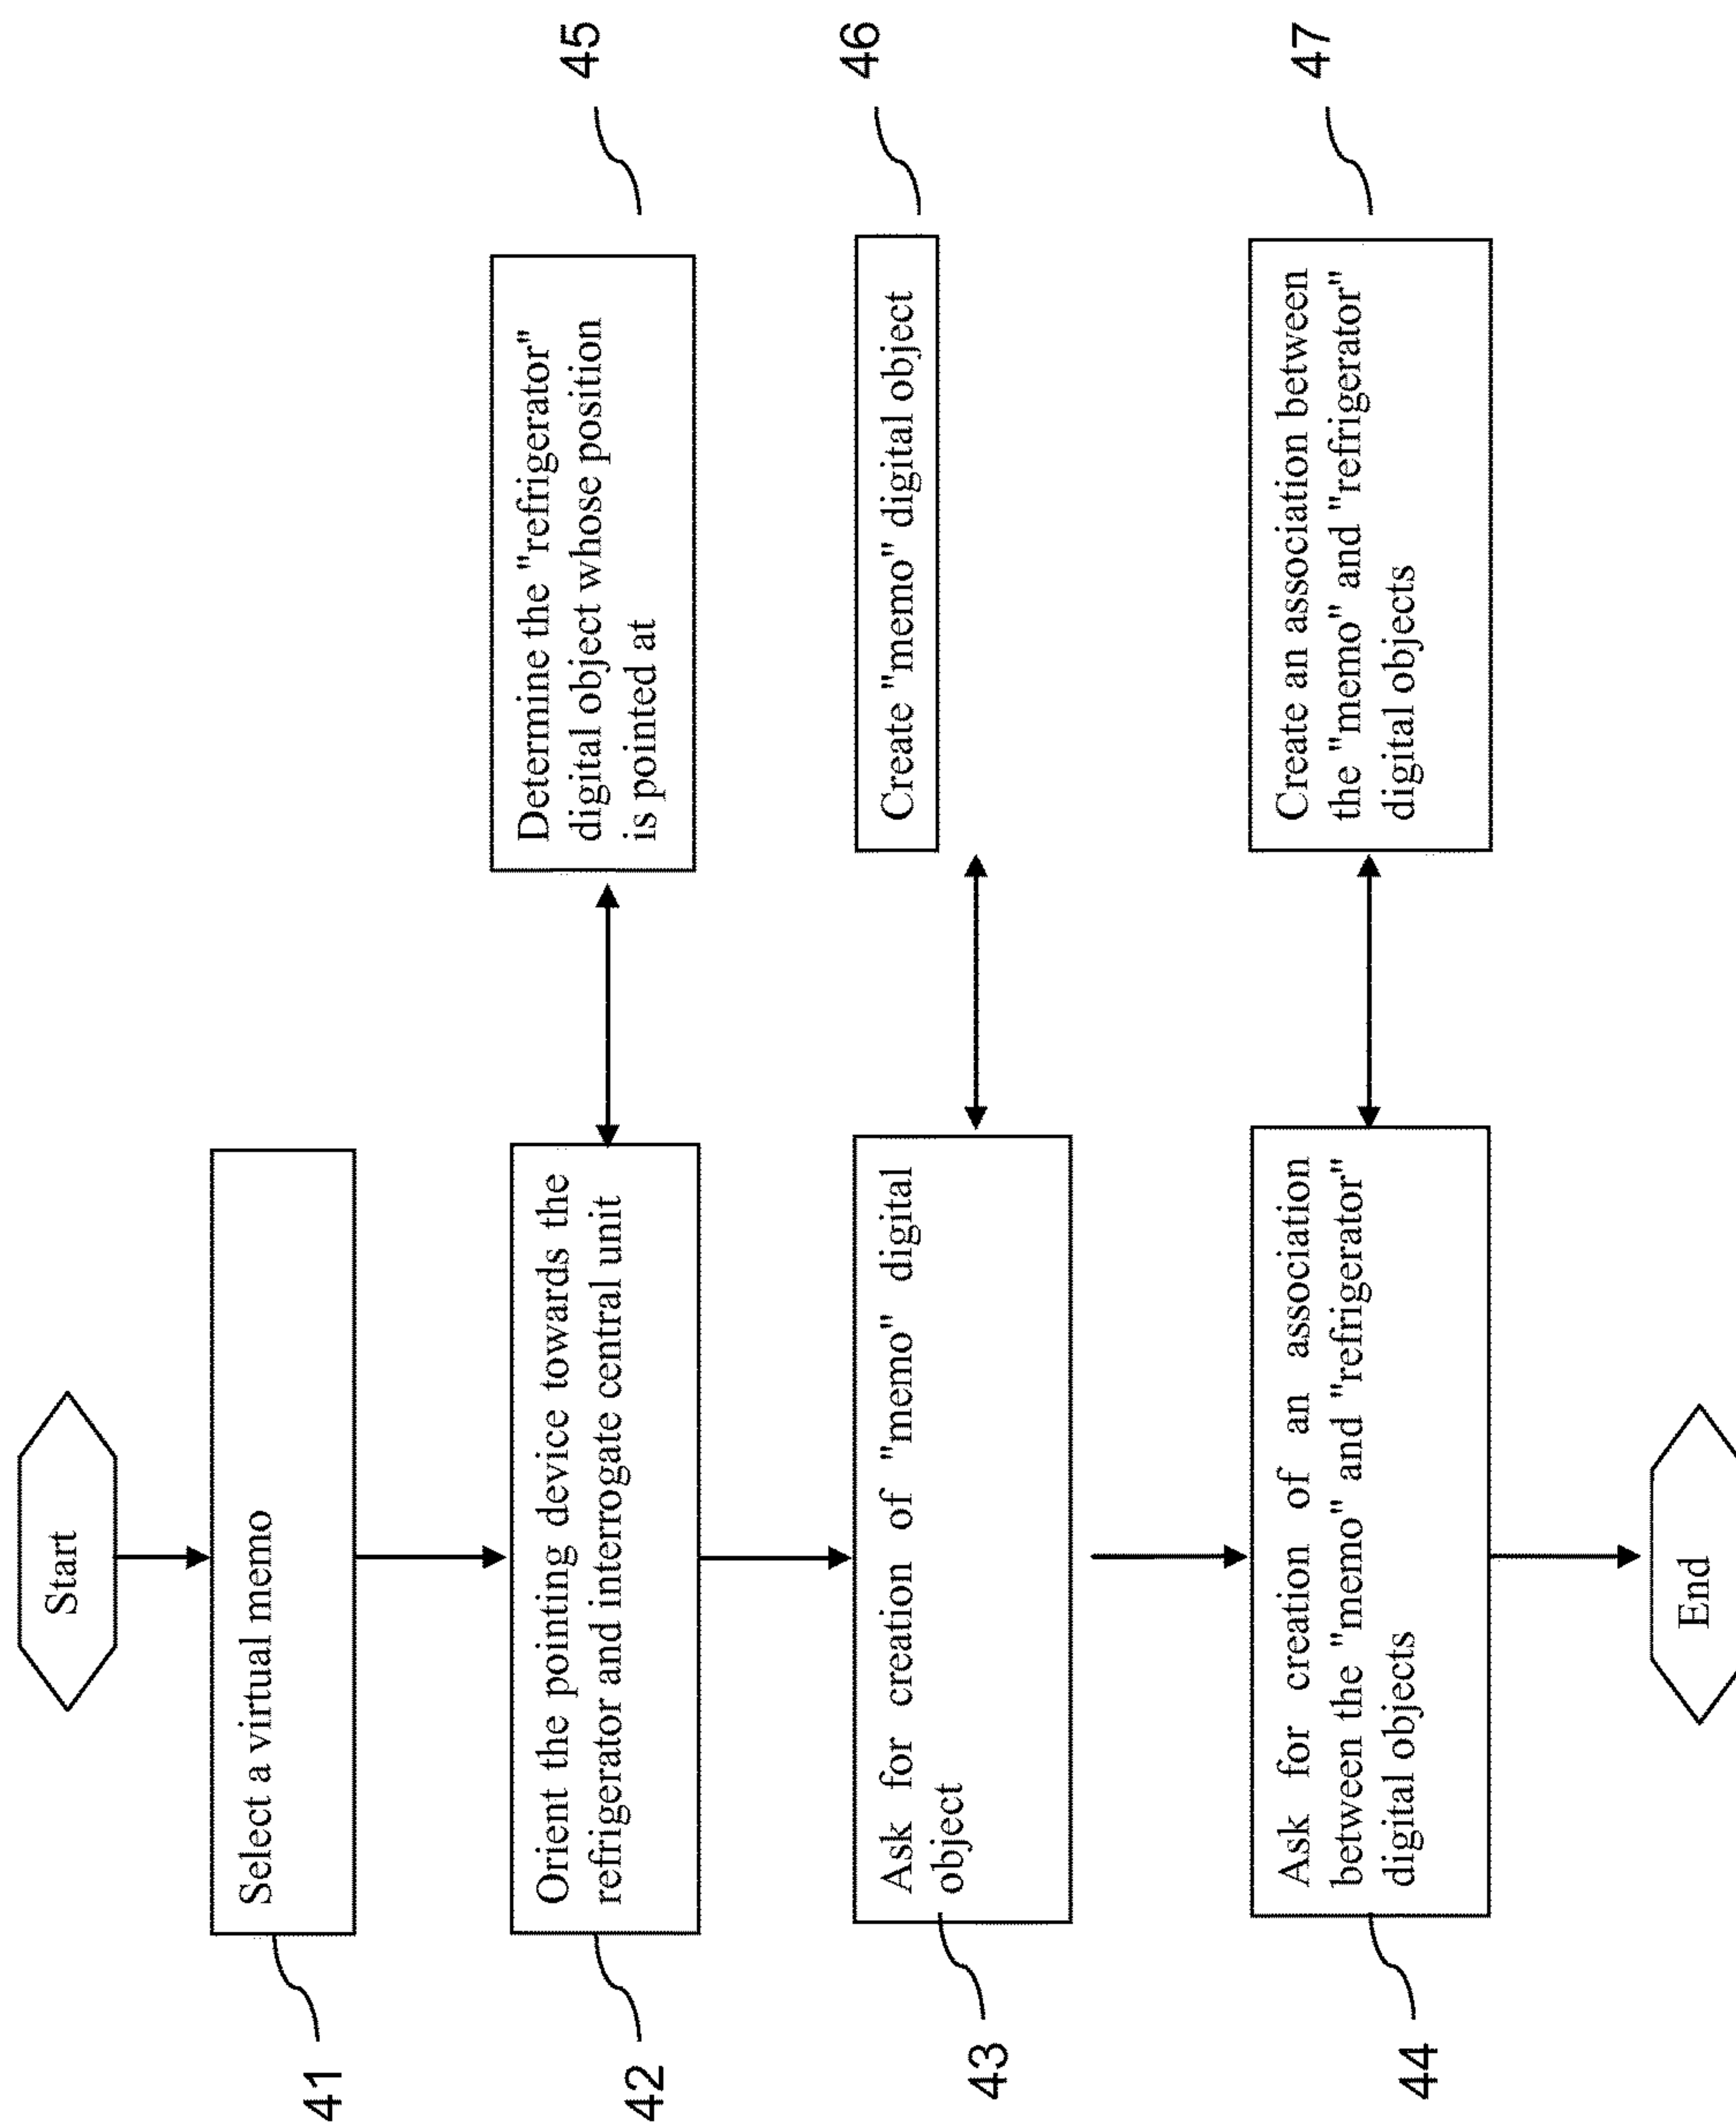 Start
Select a virtual memo
41
Orient the pointing device towards the
refrigerator and interrogate central unit
42
Determine the "refrigerator"
digital object whose position
is pointed at
45
Ask for creation of "memo" digital
object
43
Create "memo" digital object
46
Ask for creation of an association
between the "memo" and "refrigerator"
digital objects
44
Create an association between
the "memo" and "refrigerator"
digital objects
47
End